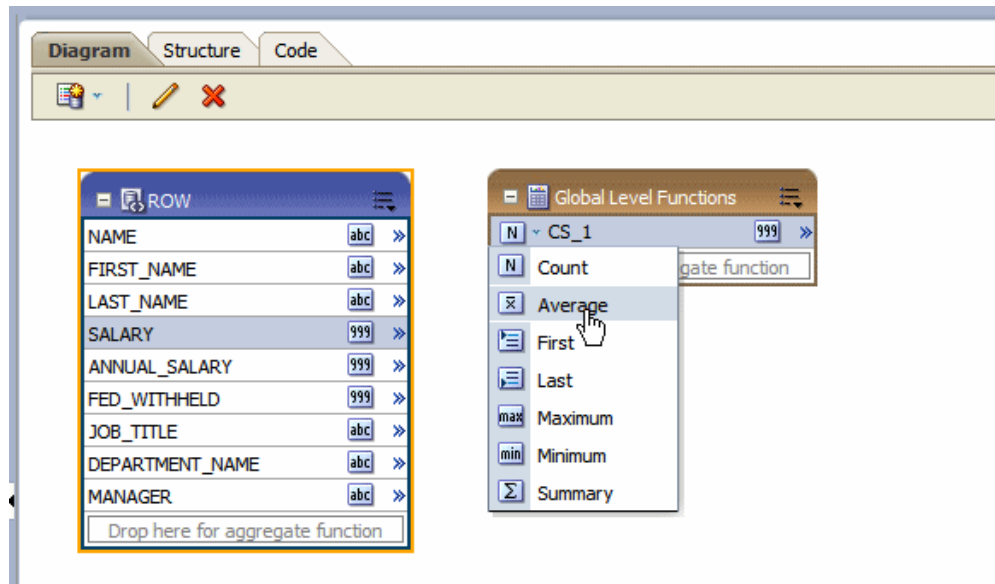 Diagram Structure Code
ROW
NAME abc
FIRST_NAME abc
LAST_NAME abc
SALARY 999
ANNUAL_SALARY 999
FED_WITHHELD 999
JOB_TITLE abc
DEPARTMENT_NAME abc
MANAGER abc
Drop here for aggregate function
Global Level Functions
N CS_1 999
gate function
N Count
x̅ Average
First
Last
max Maximum
min Minimum
Σ Summary